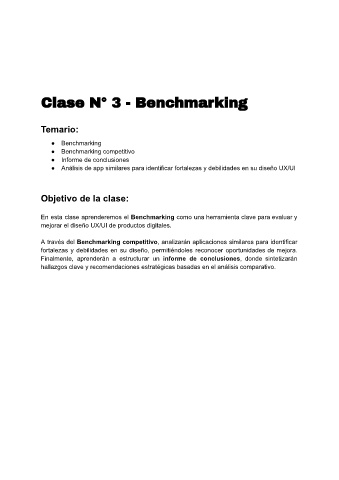 Clase N° 3 - Benchmarking
Temario:
● Benchmarking
● Benchmarking competitivo
● Informe de conclusiones
● Análisis de app similares para identificar fortalezas y debilidades en su diseño UX/UI
Objetivo de la clase:
En esta clase aprenderemos el Benchmarking como una herramienta clave para evaluar y
mejorar el diseño UX/UI de productos digitales.
A través del Benchmarking competitivo, analizarán aplicaciones similares para identificar
fortalezas y debilidades en su diseño, permitiéndoles reconocer oportunidades de mejora.
Finalmente, aprenderán a estructurar un informe de conclusiones, donde sintetizarán
hallazgos clave y recomendaciones estratégicas basadas en el análisis comparativo.